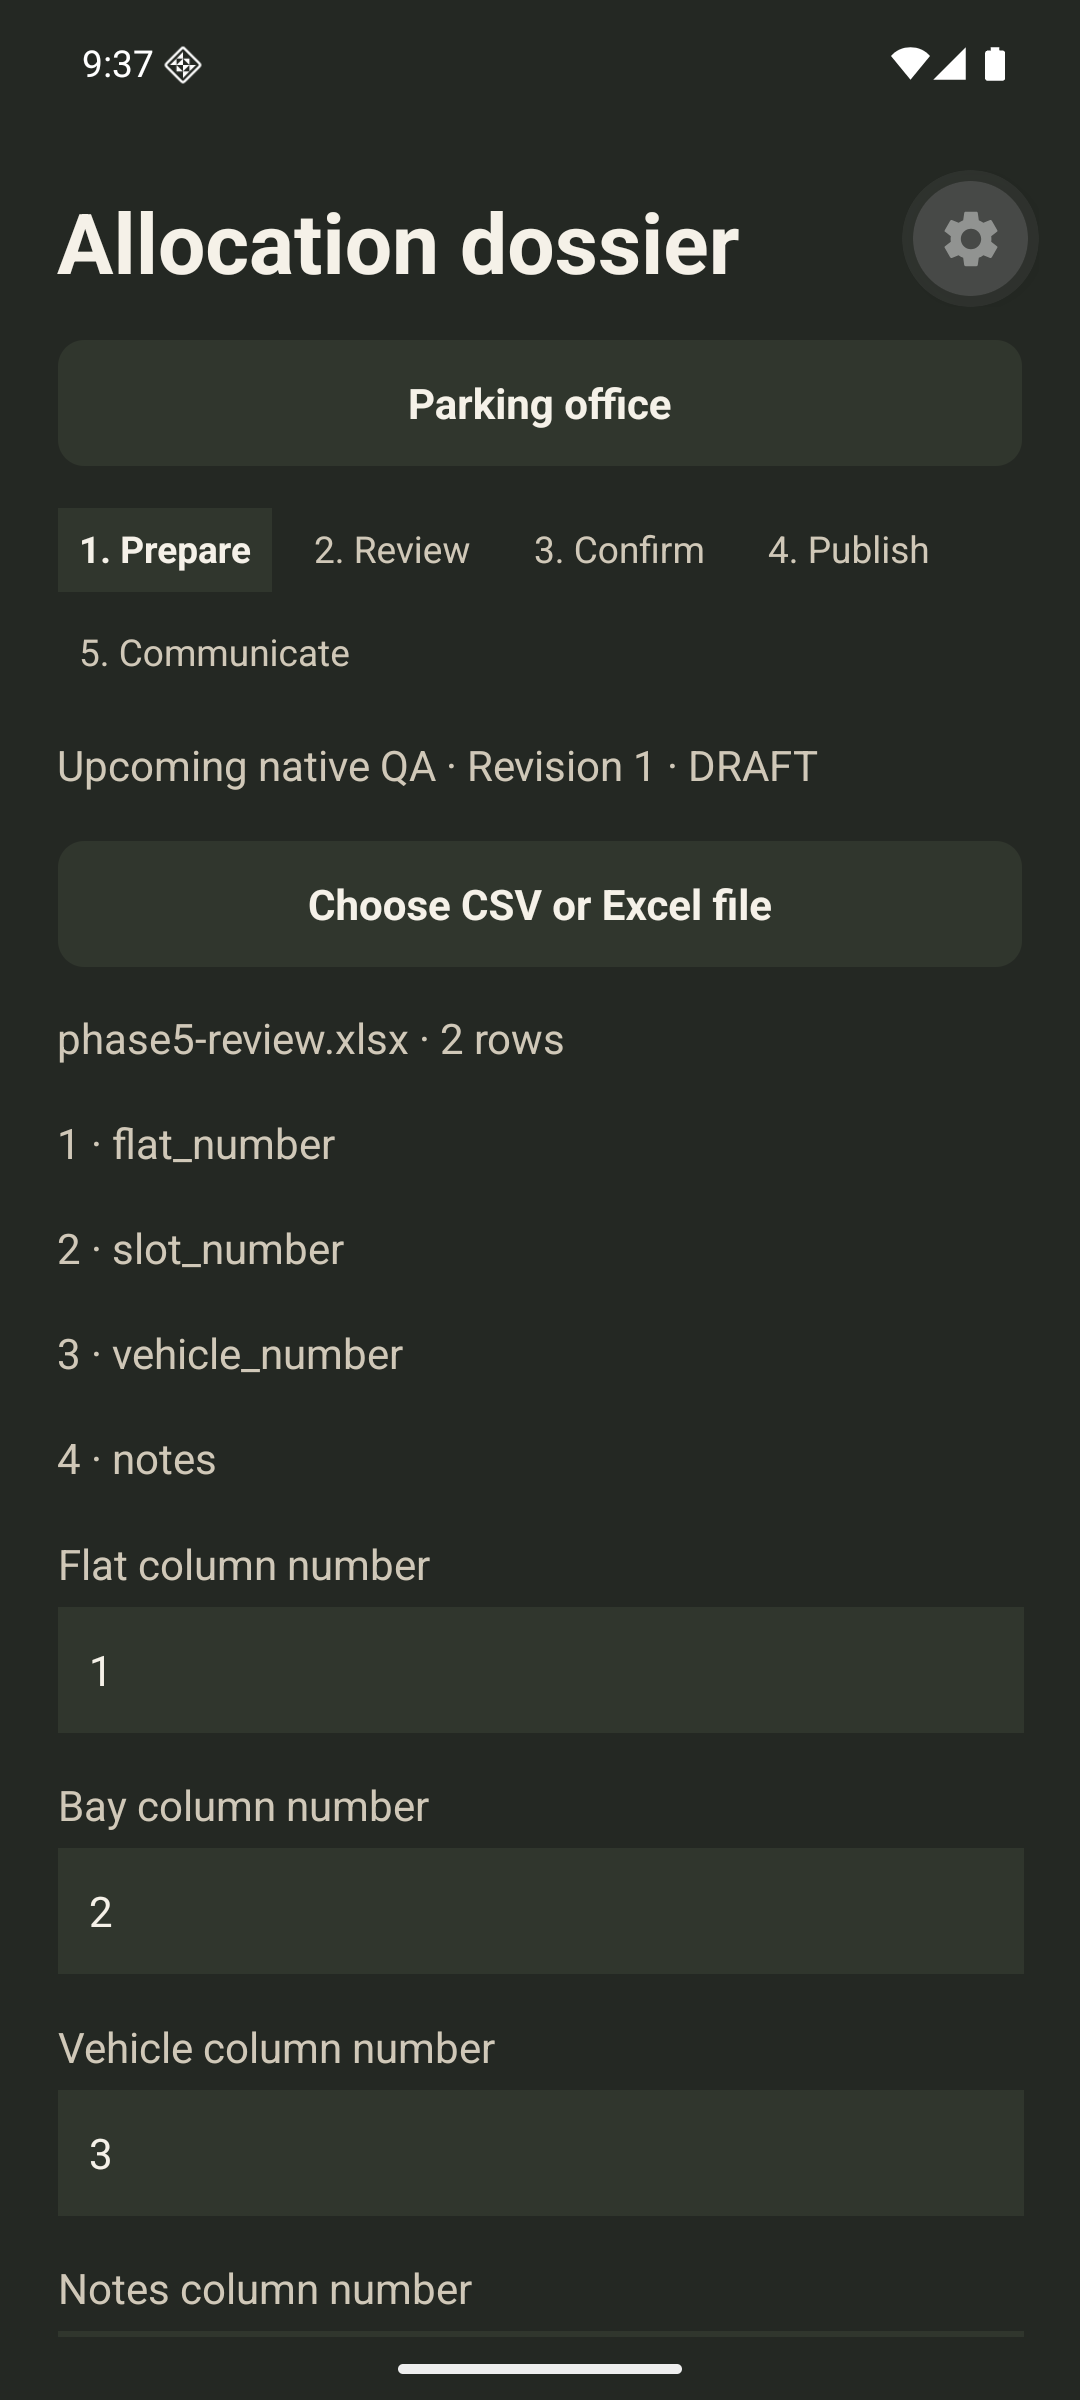 9:37
Allocation dossier
Parking office
1. Prepare
2. Review
3. Confirm
4. Publish
5. Communicate
Upcoming native QA · Revision 1 · DRAFT
Choose CSV or Excel file
phase5-review.xlsx · 2 rows
1 · flat_number
2 · slot_number
3 · vehicle_number
4 · notes
Flat column number
1
Bay column number
2
Vehicle column number
3
Notes column number